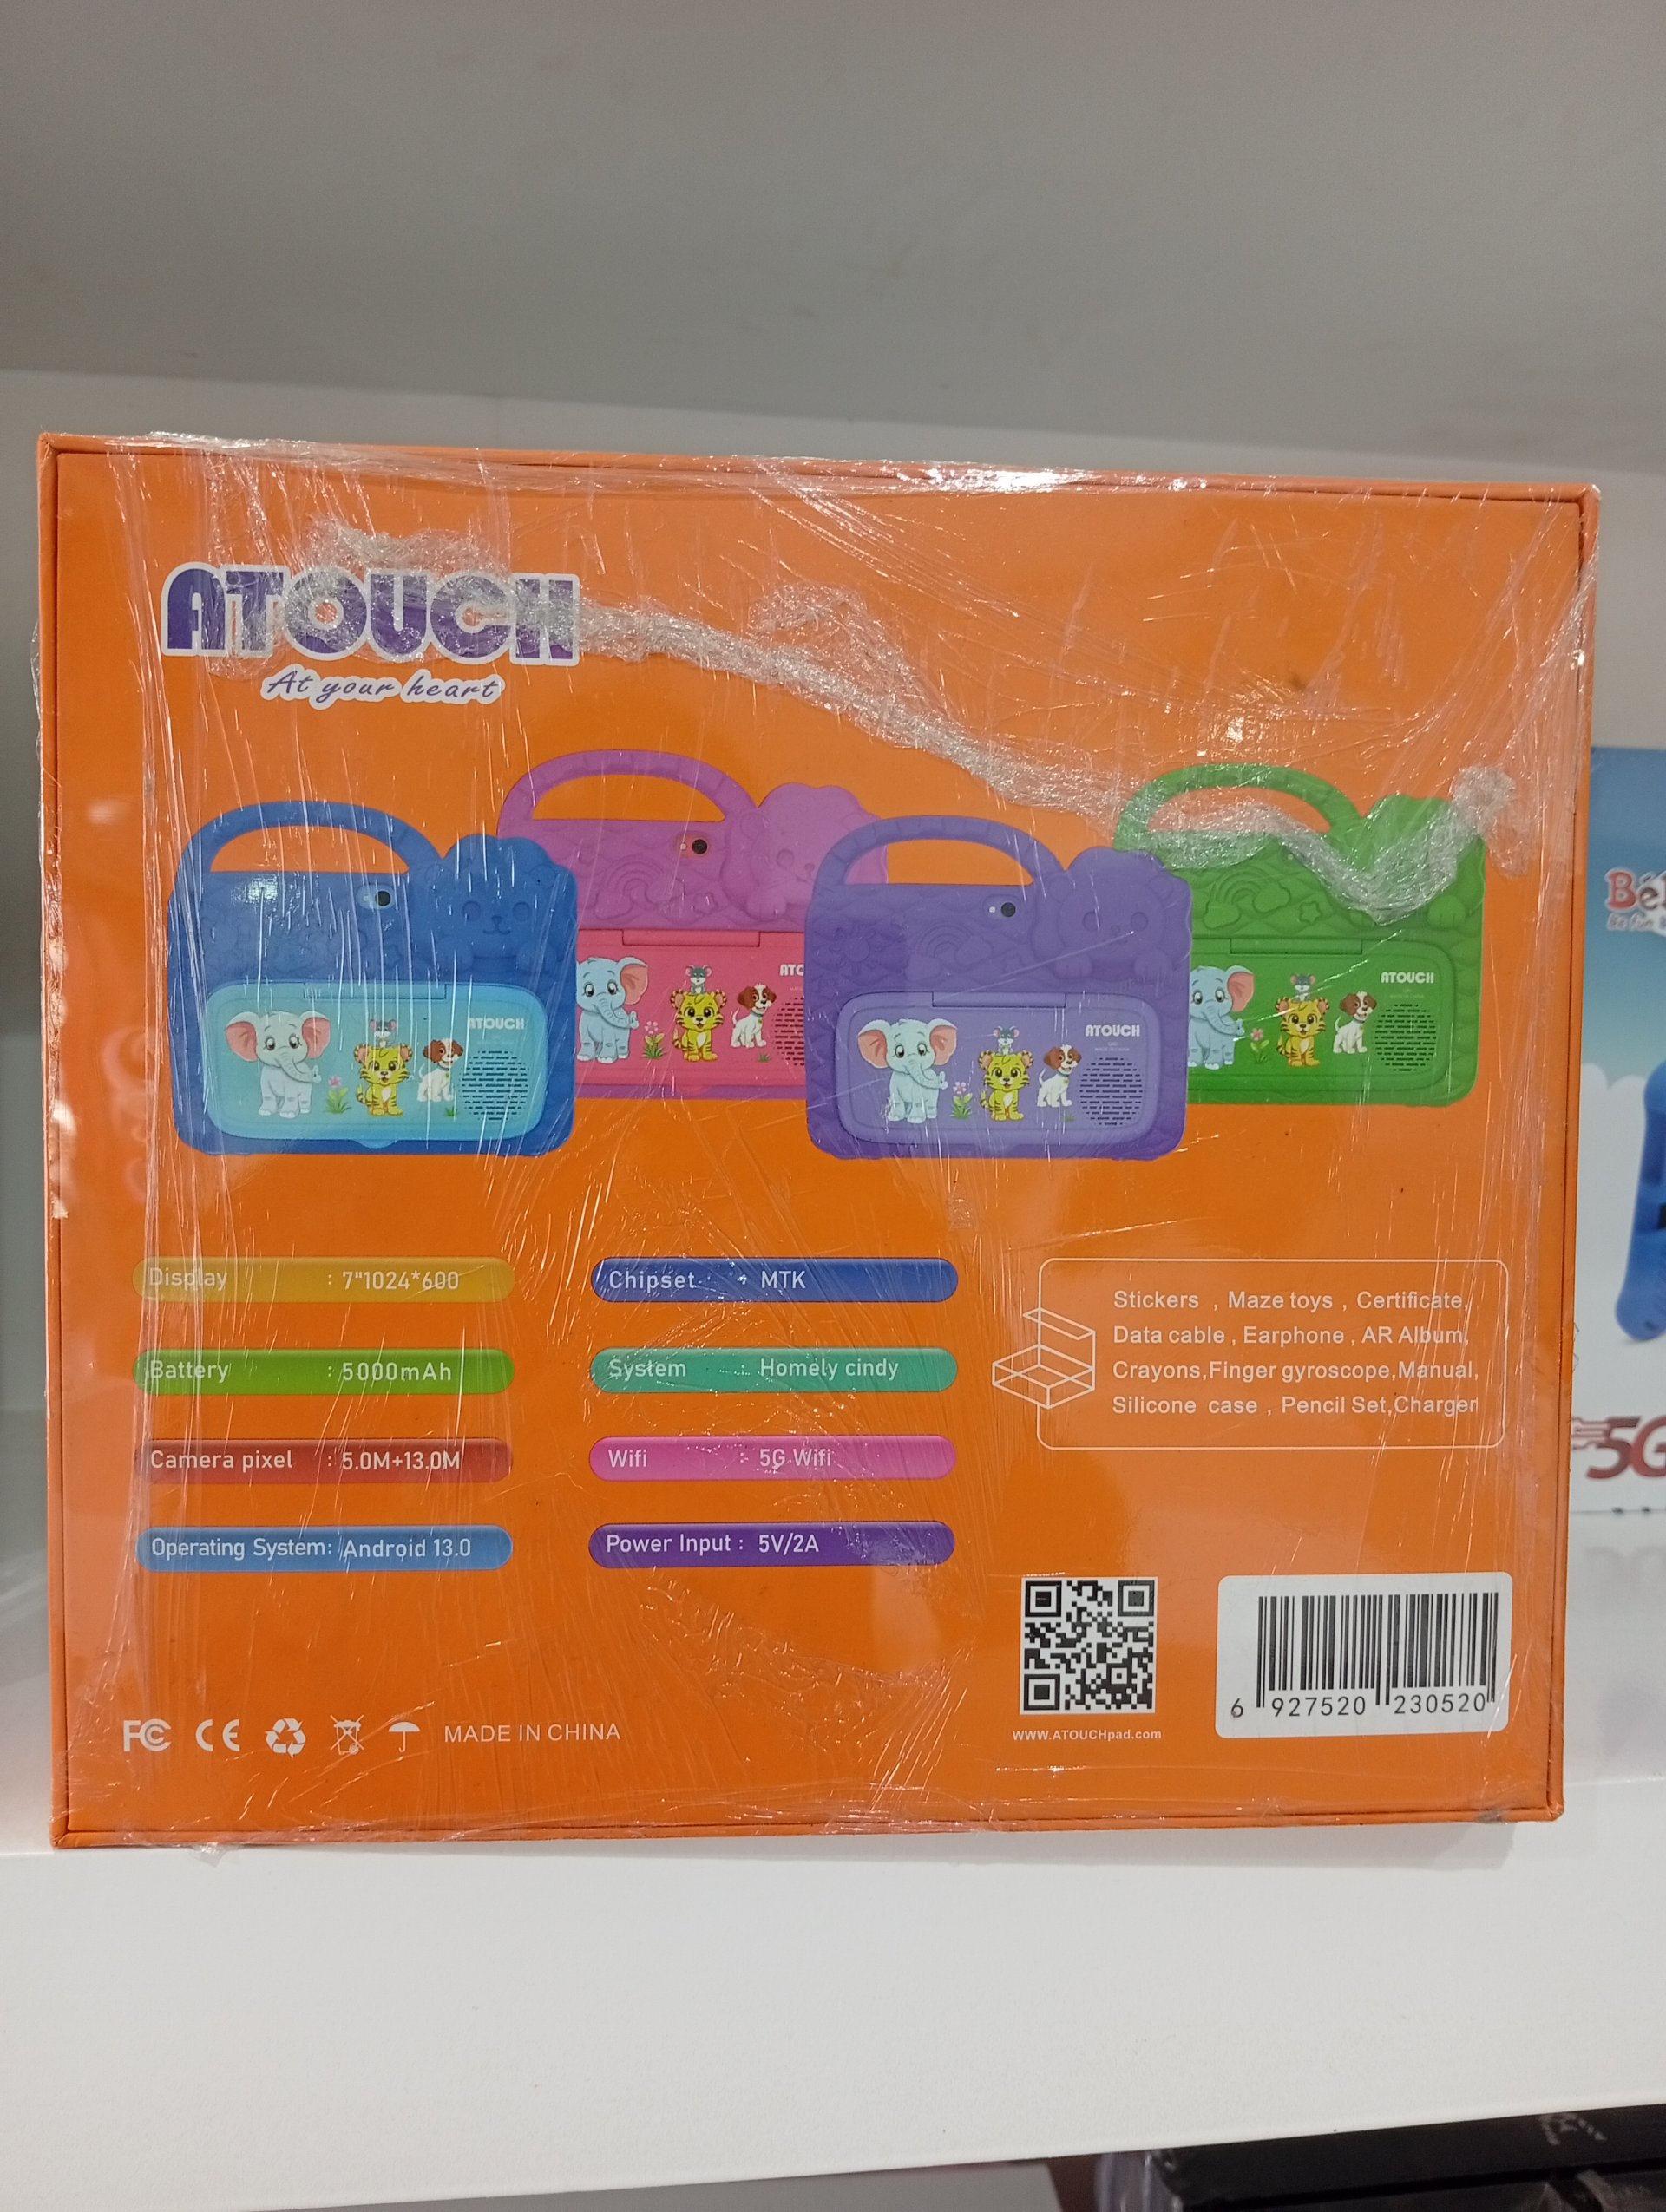 ATOUCH
At your heart
ATOUCH
ATOUCH
ATOUCH
Display : 7"1024*600
Battery : 5000mAh
Camera pixel : 5.0M+13.0M
Operating System: Android 13.0
Chipset : MTK
System : Homely cindy
Wifi : 5G Wifi
Power Input : 5V/2A
Stickers , Maze toys , Certificate,
Data cable , Earphone , AR Album,
Crayons,Finger gyroscope,Manual,
Silicone case , Pencil Set,Charger
FC CE MADE IN CHINA
www.ATOUCHpad.com
6 927520 230520
5G